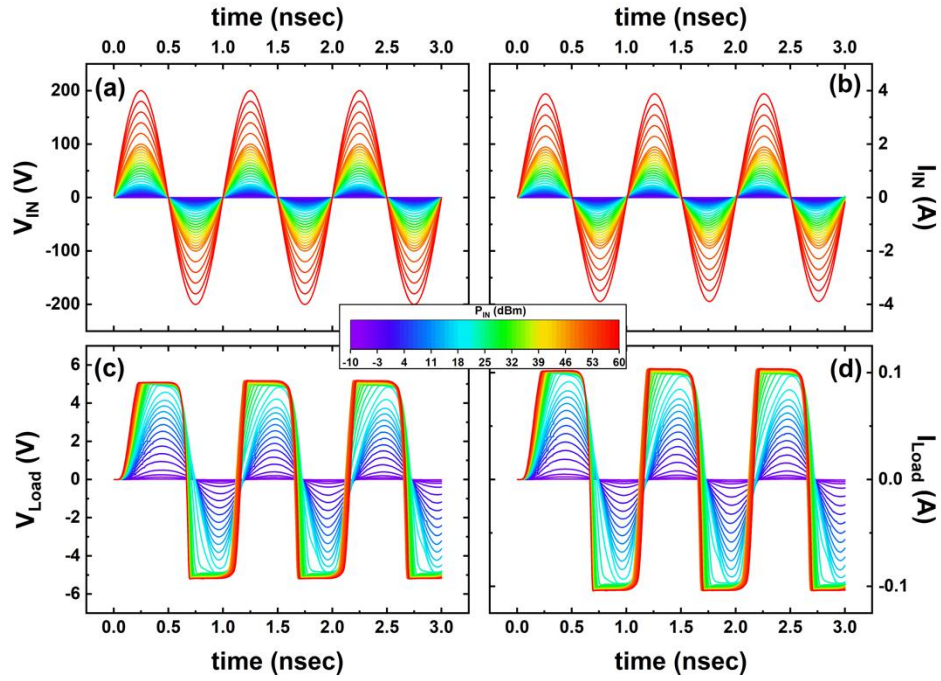 time (nsec)
time (nsec)
0.0 0.5 1.0 1.5 2.0 2.5 3.0
0.0 0.5 1.0 1.5 2.0 2.5 3.0
(a)
(b)
200
100
0
-100
-200
V_IN (V)
4
2
0
-2
-4
I_IN (A)
P_IN (dBm)
-10 -3 4 11 18 25 32 39 46 53 60
(c)
(d)
6
4
2
0
-2
-4
-6
V_Load (V)
0.1
0.0
-0.1
I_Load (A)
0.0 0.5 1.0 1.5 2.0 2.5 3.0
0.0 0.5 1.0 1.5 2.0 2.5 3.0
time (nsec)
time (nsec)